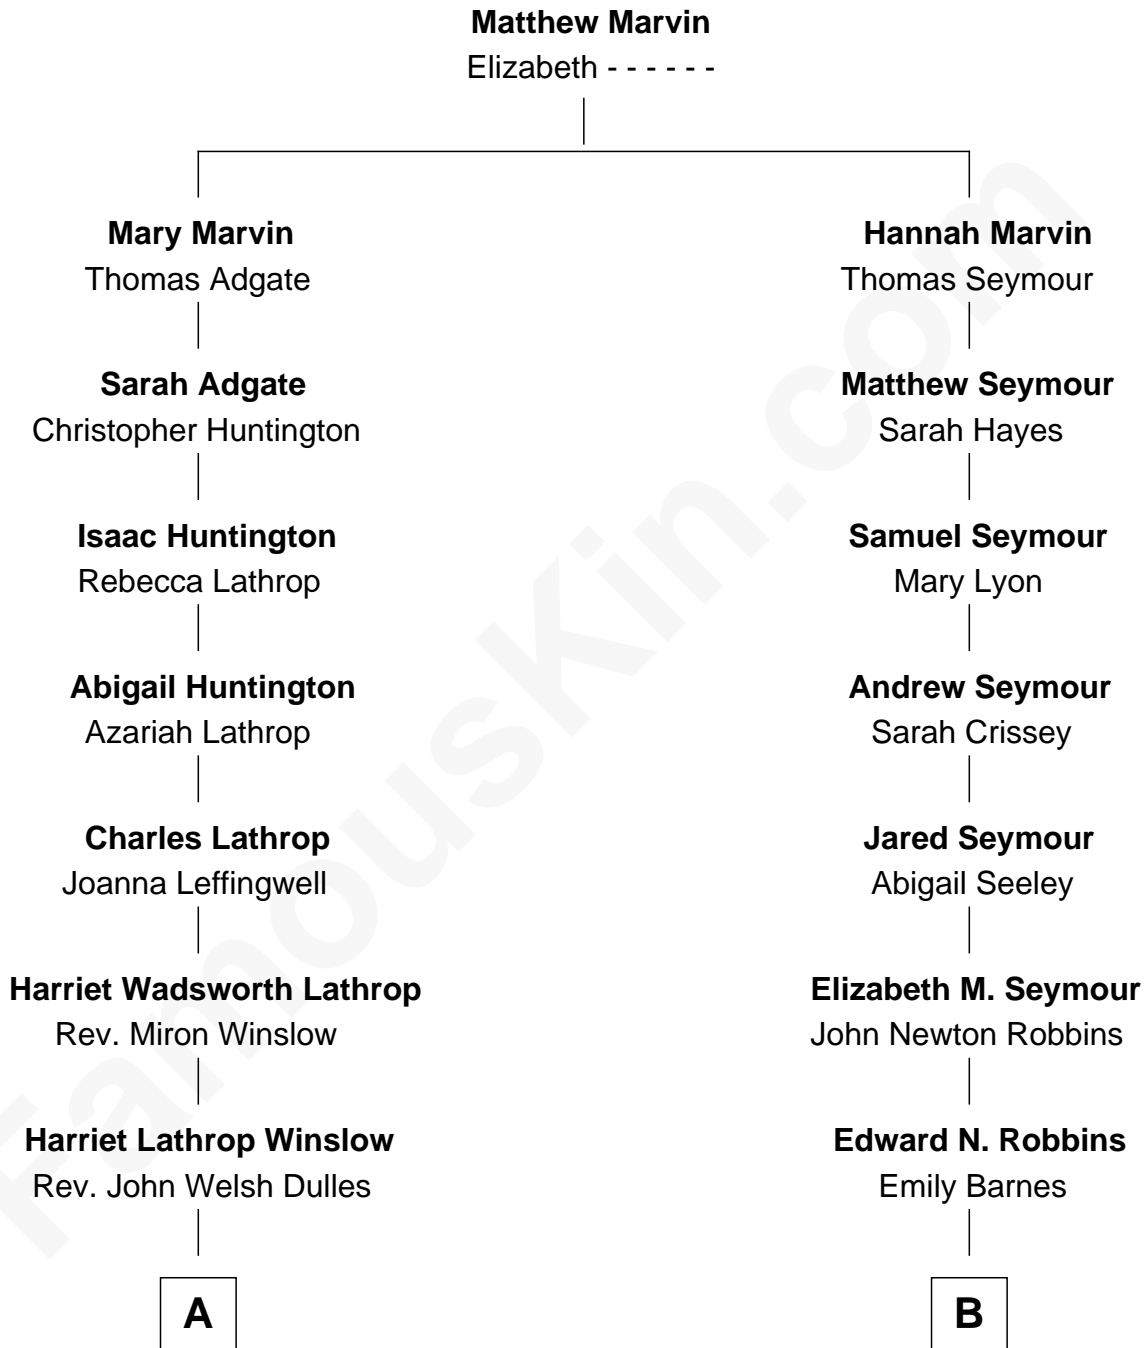 Matthew Marvin
Elizabeth - - - - - -
Mary Marvin
Thomas Adgate
Hannah Marvin
Thomas Seymour
Sarah Adgate
Christopher Huntington
Matthew Seymour
Sarah Hayes
Isaac Huntington
Rebecca Lathrop
Samuel Seymour
Mary Lyon
Abigail Huntington
Azariah Lathrop
Andrew Seymour
Sarah Crissey
Charles Lathrop
Joanna Leffingwell
Jared Seymour
Abigail Seeley
Harriet Wadsworth Lathrop
Rev. Miron Winslow
Elizabeth M. Seymour
John Newton Robbins
Harriet Lathrop Winslow
Rev. John Welsh Dulles
Edward N. Robbins
Emily Barnes
A
B
FamousKin.com